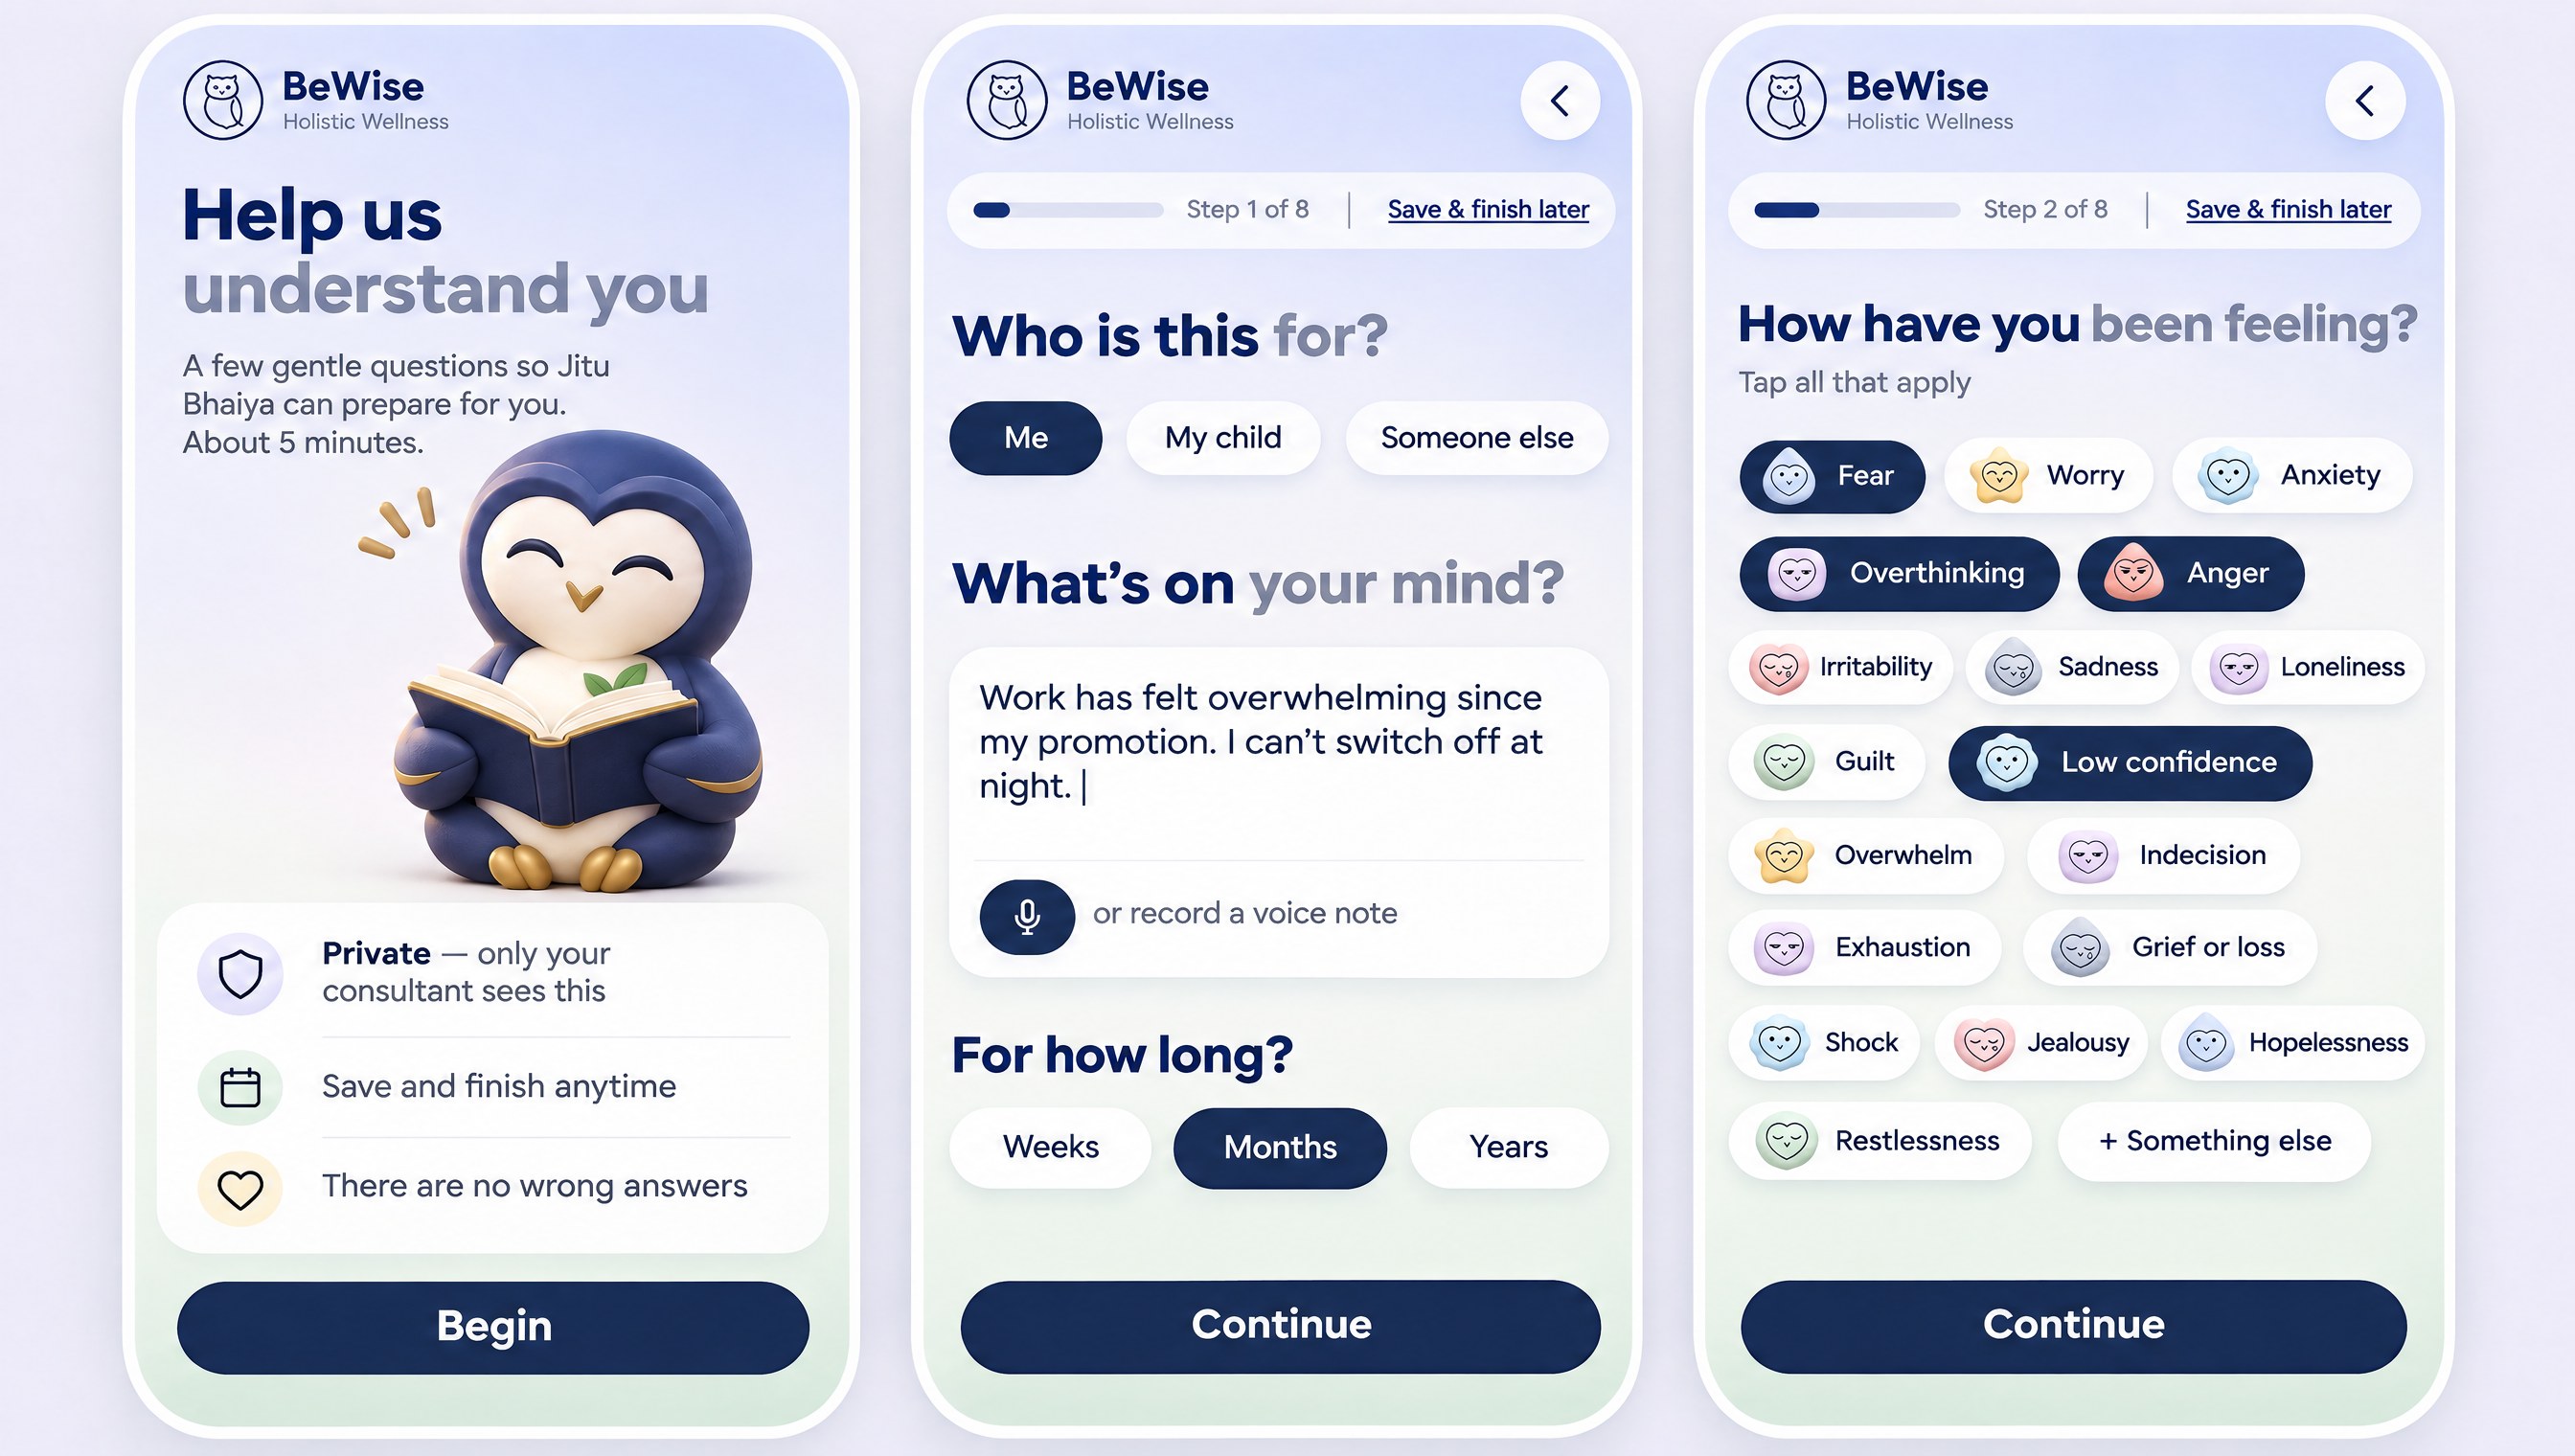 BeWise
Holistic Wellness
Help us
understand you
A few gentle questions so Jitu
Bhaiya can prepare for you.
About 5 minutes.
Private — only your
consultant sees this
Save and finish anytime
There are no wrong answers
Begin
BeWise
Holistic Wellness
Step 1 of 8
Save & finish later
Who is this for?
Me
My child
Someone else
What’s on your mind?
Work has felt overwhelming since
my promotion. I can’t switch off at
night.
or record a voice note
For how long?
Weeks
Months
Years
Continue
BeWise
Holistic Wellness
Step 2 of 8
Save & finish later
How have you been feeling?
Tap all that apply
Fear
Worry
Anxiety
Overthinking
Anger
Irritability
Sadness
Loneliness
Guilt
Low confidence
Overwhelm
Indecision
Exhaustion
Grief or loss
Shock
Jealousy
Hopelessness
Restlessness
+ Something else
Continue